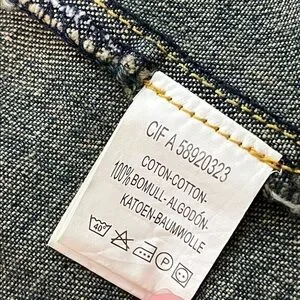 CIF A 58920323
COTON-COTTON-
100% BOMULL-ALGODÓN-
KATOEN-BAUMWOLLE
40° P